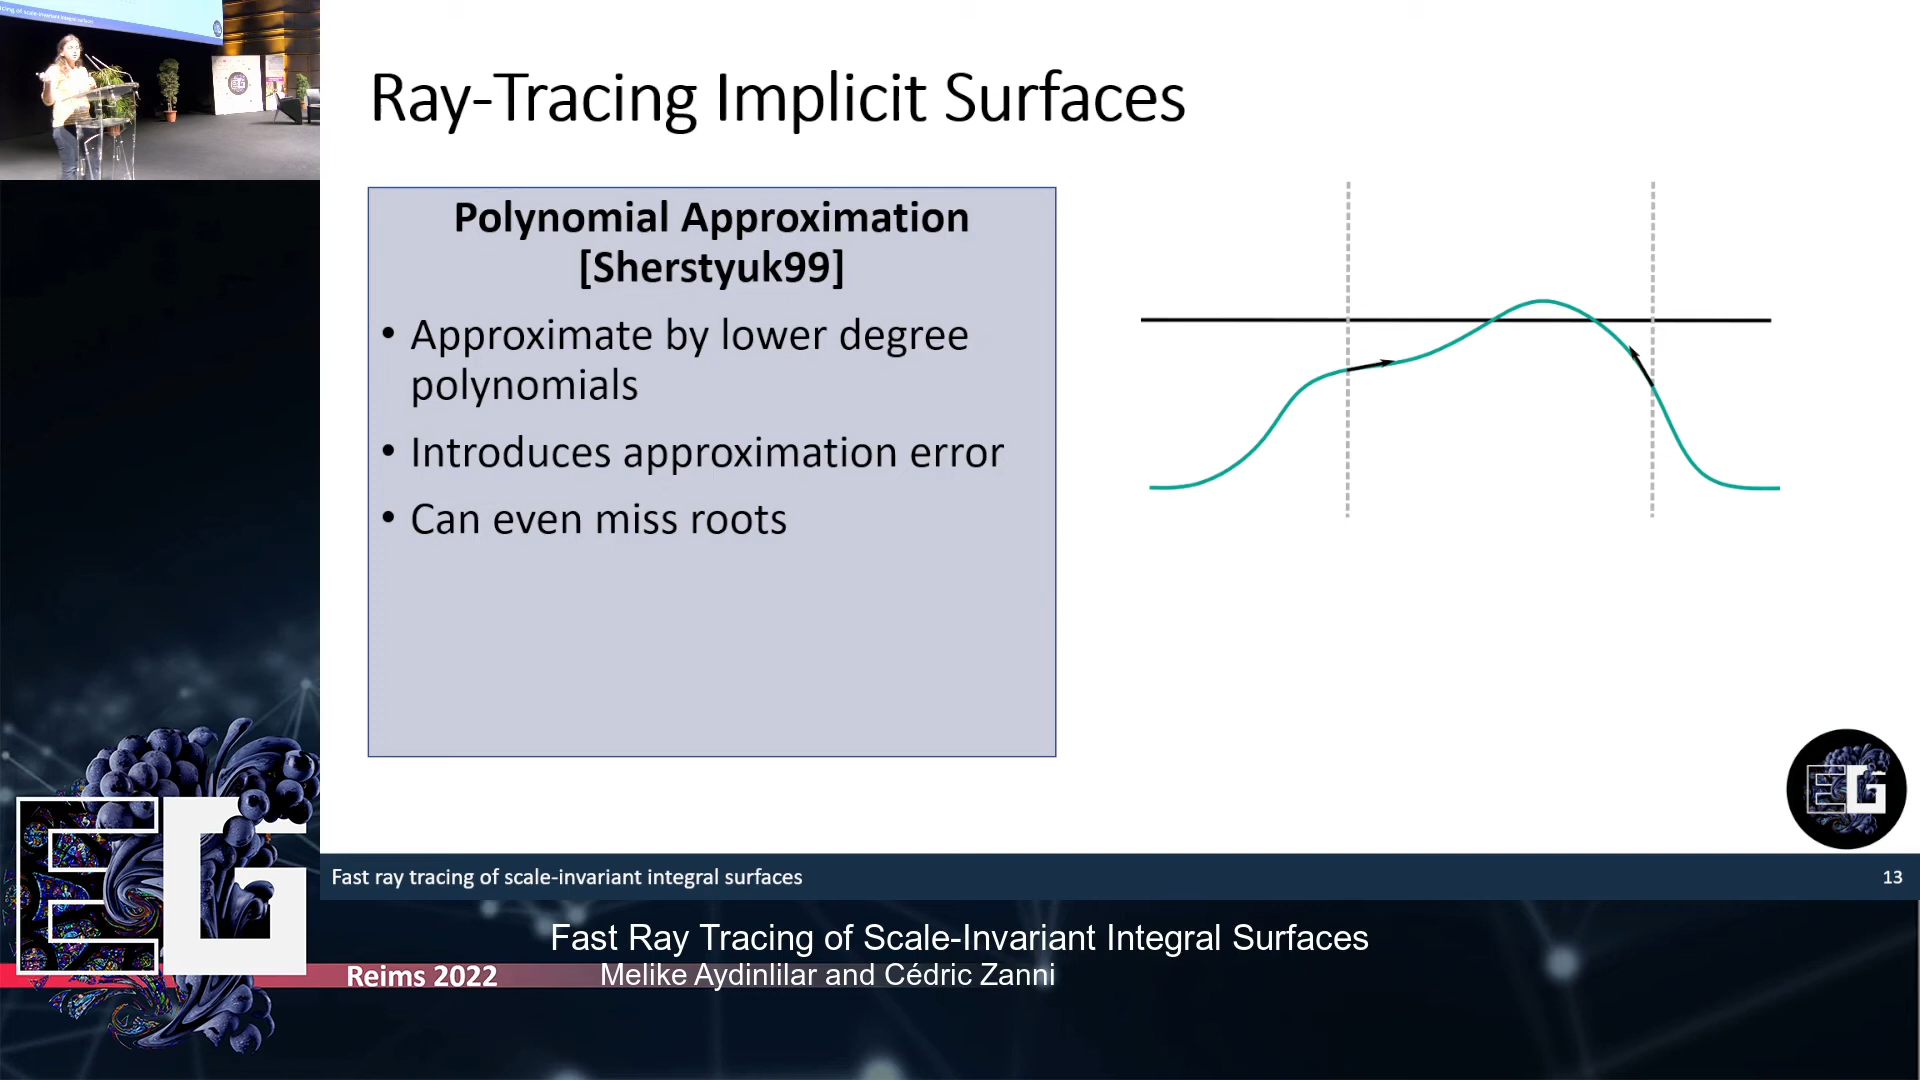 Ray-Tracing Implicit Surfaces
Polynomial Approximation
[Sherstyuk99]
• Approximate by lower degree
polynomials
• Introduces approximation error
• Can even miss roots
EG
Fast ray tracing of scale-invariant integral surfaces
13
Fast Ray Tracing of Scale-Invariant Integral Surfaces
Reims 2022
Melike Aydinlilar and Cédric Zanni
EG